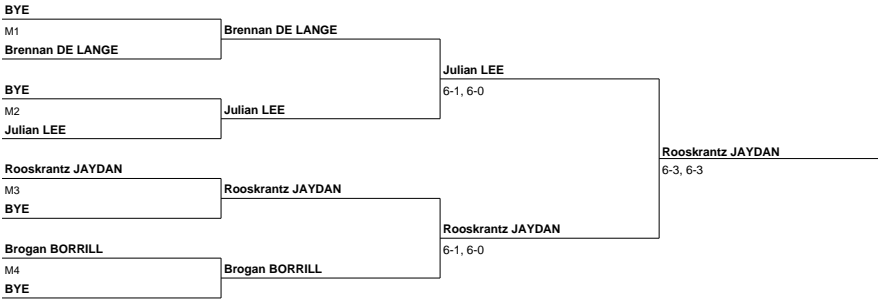 BYE
M1
Brennan DE LANGE
BYE
M2
Julian LEE
Rooskrantz JAYDAN
M3
BYE
Brogan BORRILL
M4
BYE
Brennan DE LANGE
Julian LEE
Rooskrantz JAYDAN
Brogan BORRILL
Julian LEE
6-1, 6-0
Rooskrantz JAYDAN
6-1, 6-0
Rooskrantz JAYDAN
6-3, 6-3